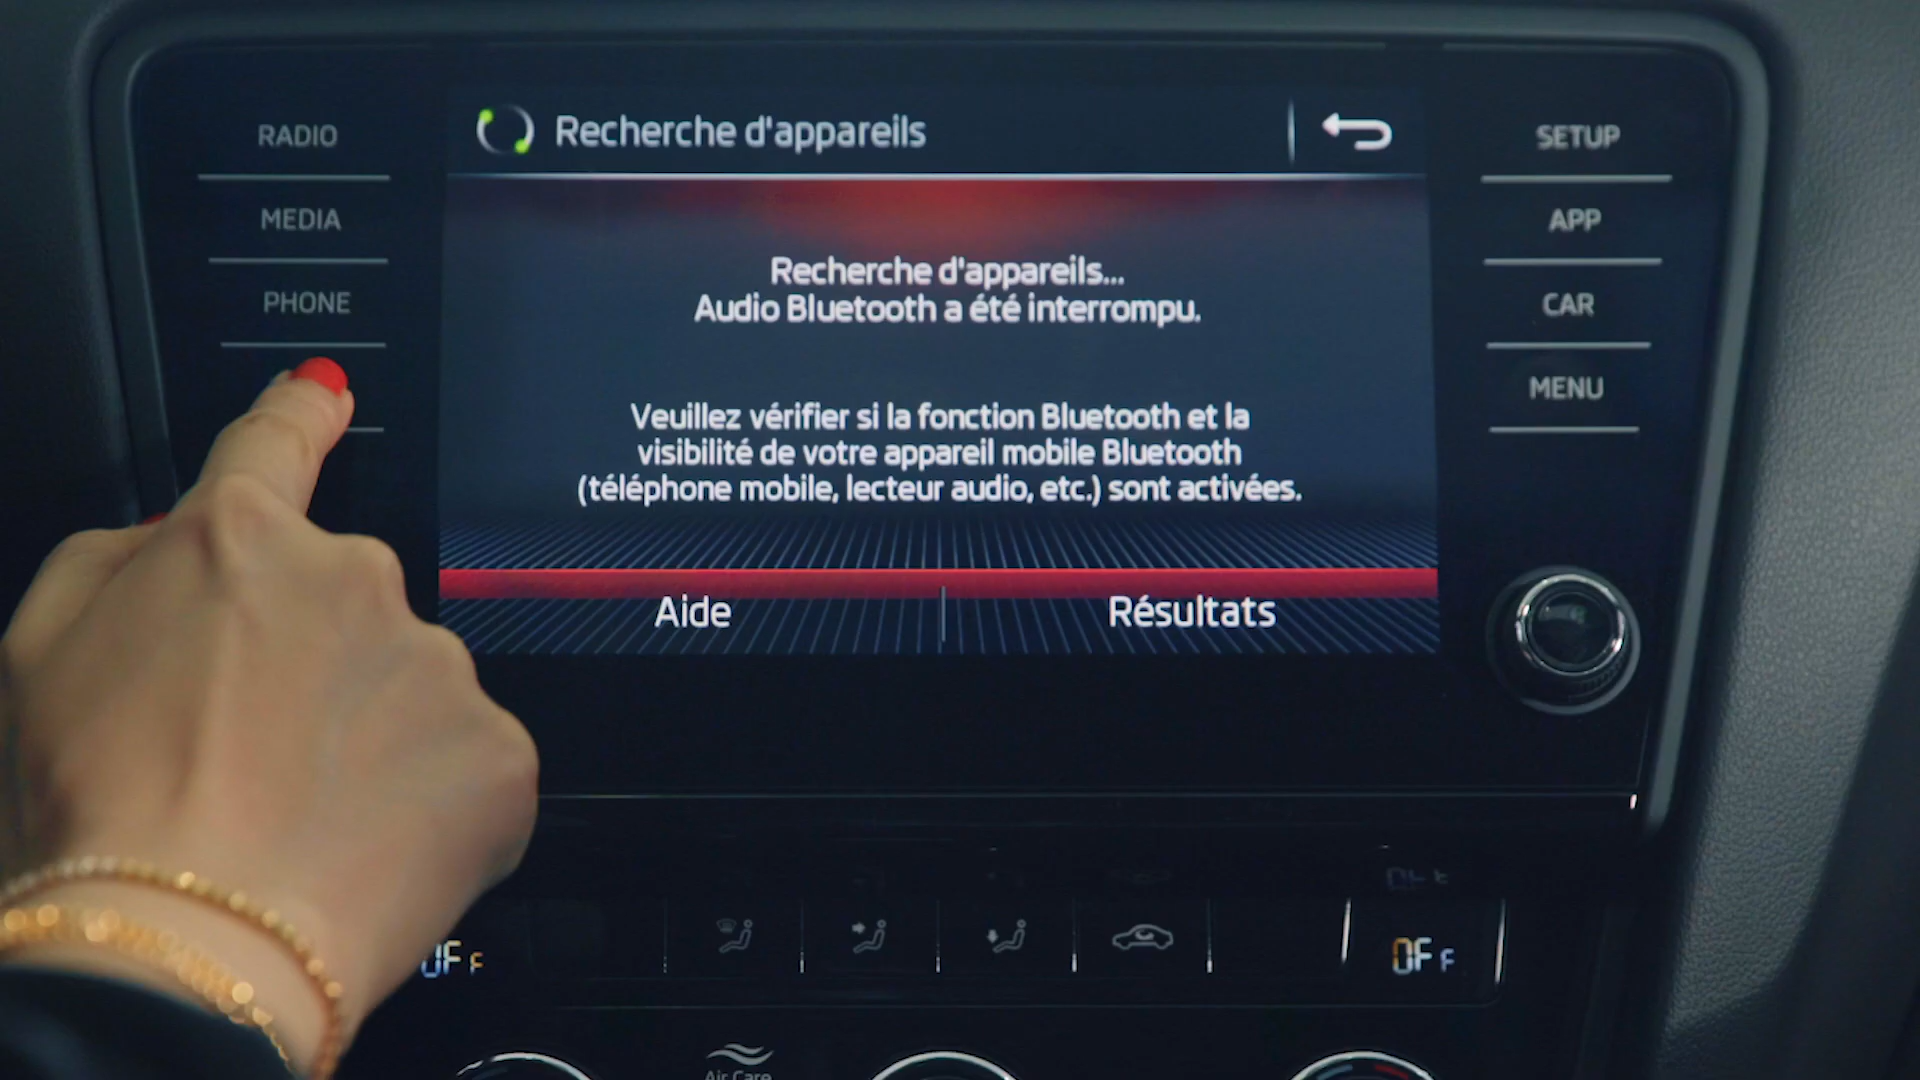 RADIO
MEDIA
PHONE
Recherche d'appareils
Recherche d'appareils...
Audio Bluetooth a été interrompu.
Veuillez vérifier si la fonction Bluetooth et la
visibilité de votre appareil mobile Bluetooth
(téléphone mobile, lecteur audio, etc.) sont activées.
Aide
Résultats
SETUP
APP
CAR
MENU
OFF
OFF
Air Care